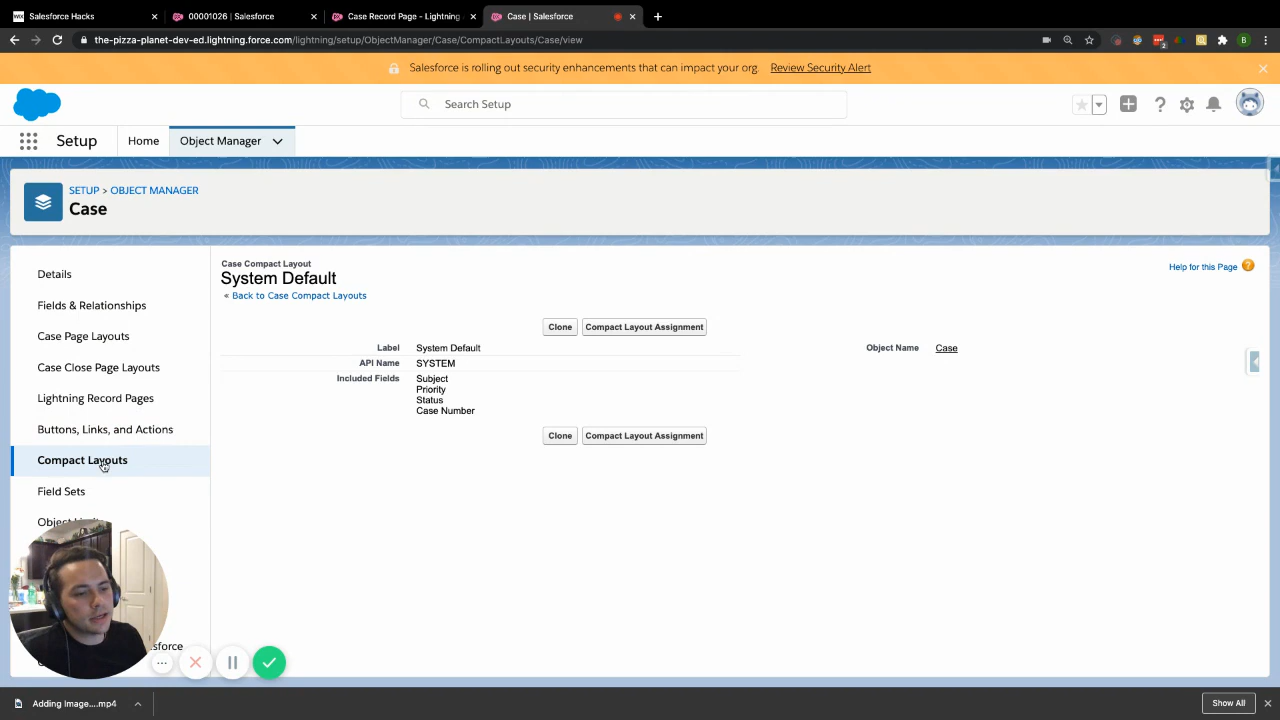 Salesforce Hacks
00001026 | Salesforce
Case Record Page - Lightning
Case | Salesforce
the-pizza-planet-dev-ed.lightning.force.com/lightning/setup/ObjectManager/Case/CompactLayouts/Case/view
2
B
Salesforce is rolling out security enhancements that can impact your org. Review Security Alert
Search Setup
Setup
Home
Object Manager
SETUP > OBJECT MANAGER
Case
Details
Fields & Relationships
Case Page Layouts
Case Close Page Layouts
Lightning Record Pages
Buttons, Links, and Actions
Compact Layouts
Field Sets
Case Compact Layout
System Default
« Back to Case Compact Layouts
Help for this Page
Clone
Compact Layout Assignment
Label System Default
Object Name Case
API Name SYSTEM
Included Fields Subject
Priority
Status
Case Number
Clone
Compact Layout Assignment
Adding Image....mp4
Show All